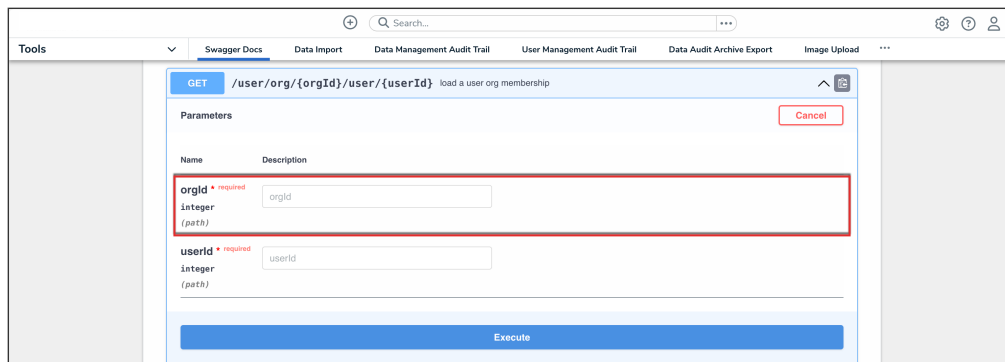 Search...
Tools Swagger Docs Data Import Data Management Audit Trail User Management Audit Trail Data Audit Archive Export Image Upload
GET /user/org/{orgId}/user/{userId} load a user org membership
Parameters Cancel
Name Description
orgId * required orgId
integer
(path)
userId * required userId
integer
(path)
Execute